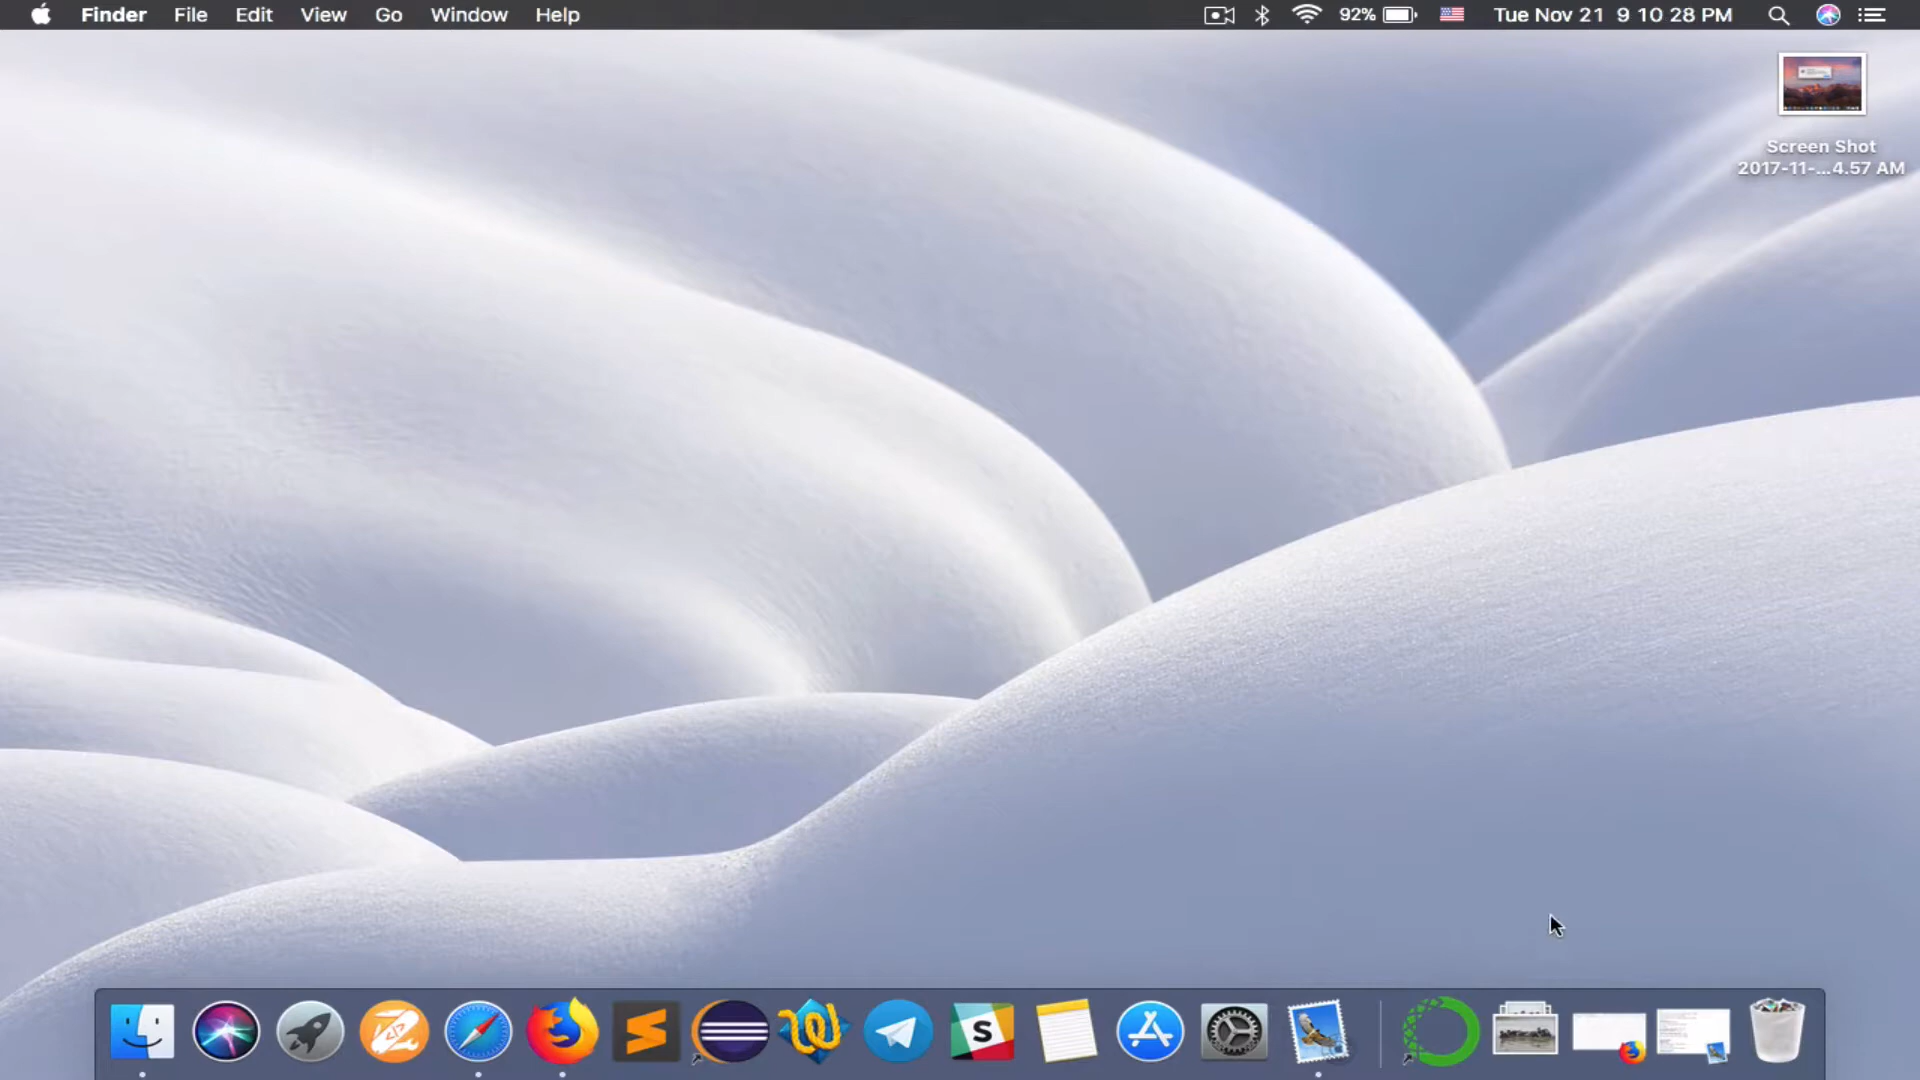 Finder File Edit View Go Window Help 92% Tue Nov 21 9 10 28 PM
Screen Shot
2017-11-...4.57 AM
S